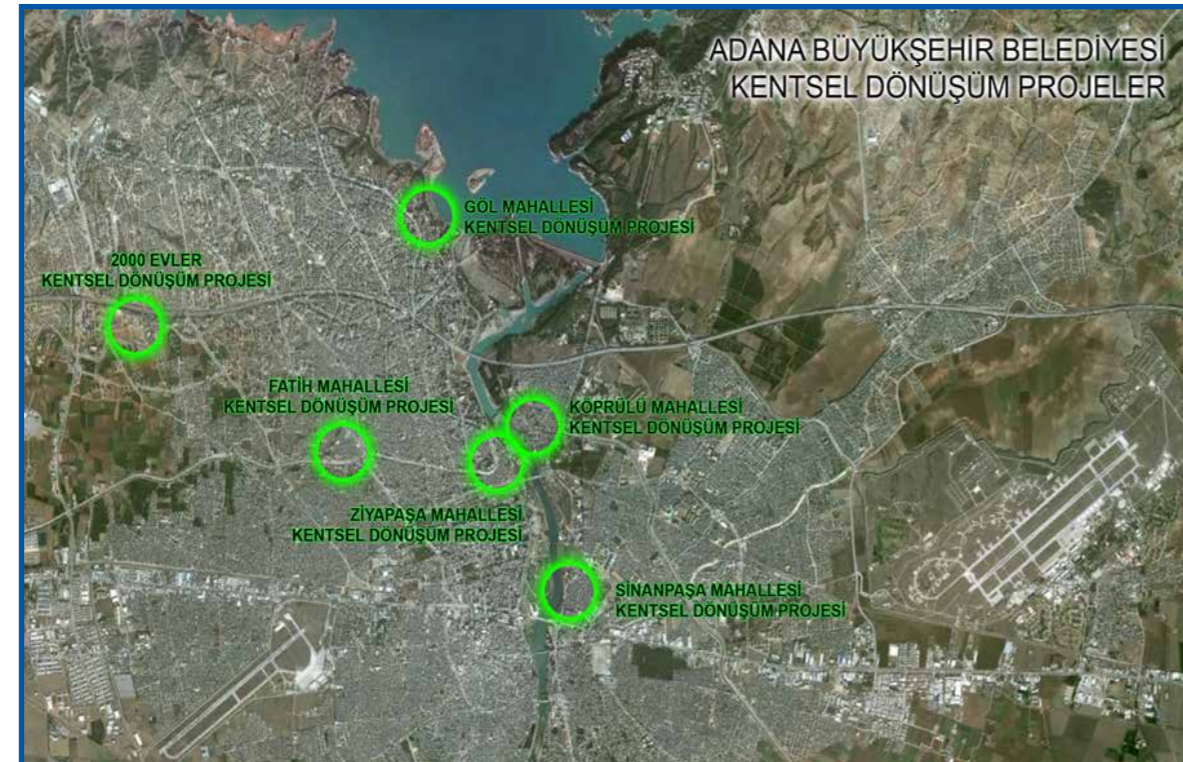 ADANA BÜYÜKŞEHİR BELEDİYESİ
KENTSEL DÖNÜŞÜM PROJELER
GÖL MAHALLESİ
KENTSEL DÖNÜŞÜM PROJESİ
2000 EVLER
KENTSEL DÖNÜŞÜM PROJESİ
FATİH MAHALLESİ
KENTSEL DÖNÜŞÜM PROJESİ
KÖPRÜLÜ MAHALLESİ
KENTSEL DÖNÜŞÜM PROJESİ
ZİYAPAŞA MAHALLESİ
KENTSEL DÖNÜŞÜM PROJESİ
SİNANPAŞA MAHALLESİ
KENTSEL DÖNÜŞÜM PROJESİ